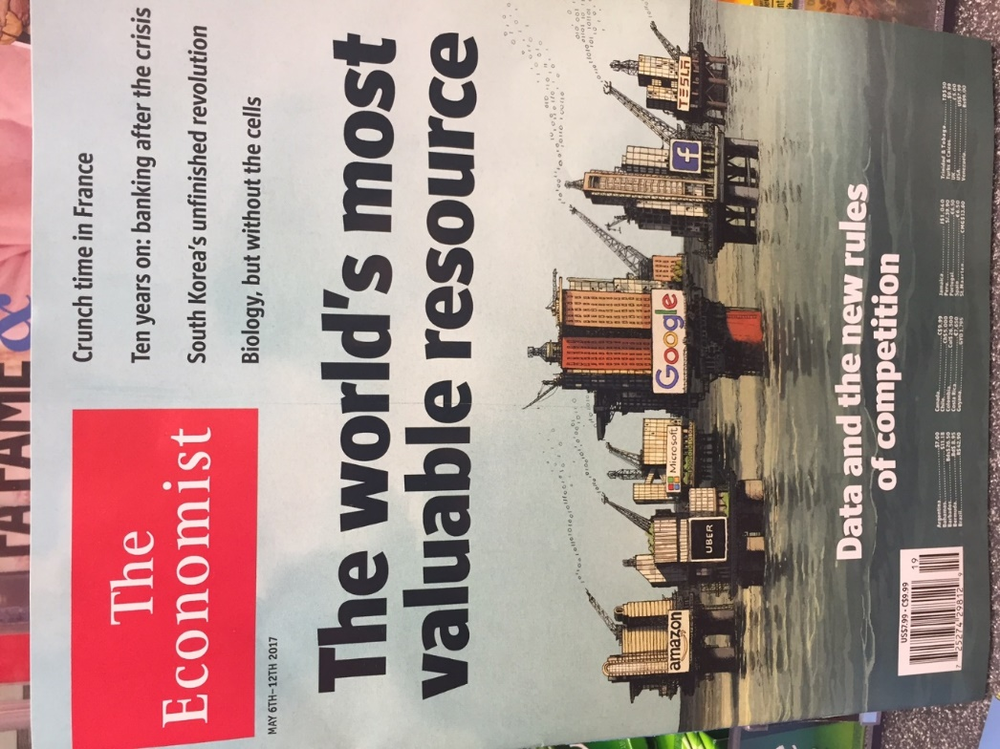 The
Economist
MAY 6TH–12TH 2017
Crunch time in France
Ten years on: banking after the crisis
South Korea's unfinished revolution
Biology, but without the cells
The world's most
valuable resource
amazon
UBER
Microsoft
Google
f
TESLA
Data and the new rules
of competition
US$7.99 - C$9.99
19
FAME &